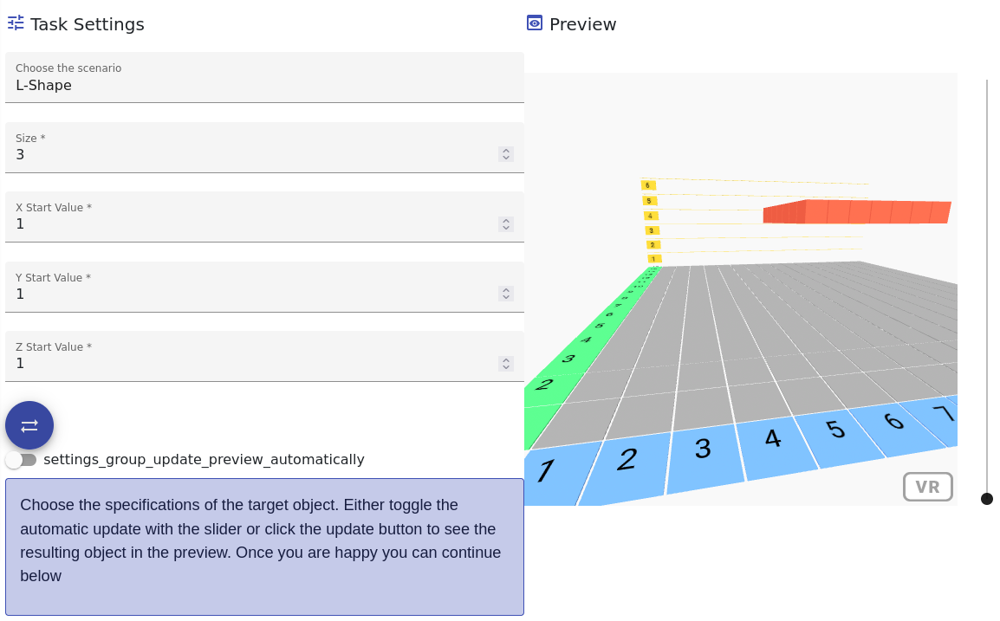 Task Settings
Preview
Choose the scenario
L-Shape
Size *
3
X Start Value *
1
Y Start Value *
1
Z Start Value *
1
settings_group_update_preview_automatically
Choose the specifications of the target object. Either toggle the
automatic update with the slider or click the update button to see the
resulting object in the preview. Once you are happy you can continue
below
6
5
4
3
2
1
8
7
6
5
4
3
2
1 2 3 4 5 6 7
VR